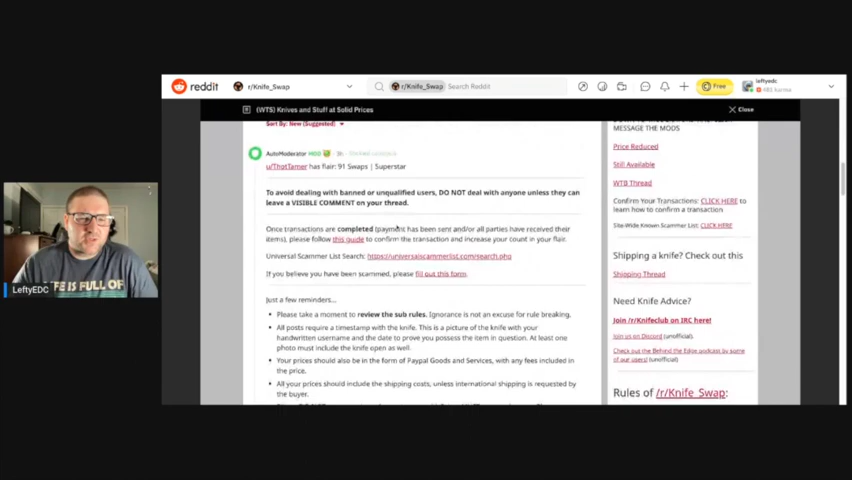 reddit
r/Knife_Swap
r/Knife_Swap
Search Reddit
Free
leftyedc
karma
(WTS) Knives and Stuff at Solid Prices
Close
Sort By: New (Suggested)
AutoModerator MOD
u/ThotTamer has flair: 91 Swaps | Superstar
To avoid dealing with banned or unqualified users, DO NOT deal with anyone unless they can
leave a VISIBLE COMMENT on your thread.
Once transactions are completed (payment has been sent and/or all parties have received their
items), please follow this guide to confirm the transaction and increase your count in your flair.
Universal Scammer List Search: https://universalscammerlist.com/search.php
If you believe you have been scammed, please fill out this form.
Just a few reminders...
Please take a moment to review the sub rules. Ignorance is not an excuse for rule breaking.
All posts require a timestamp with the knife. This is a picture of the knife with your
handwritten username and the date to prove you possess the item in question. At least one
photo must include the knife open as well.
Your prices should also be in the form of Paypal Goods and Services, with any fees included in
the price.
All your prices should include the shipping costs, unless international shipping is requested by
the buyer.
MESSAGE THE MODS
Price Reduced
Still Available
WTB Thread
Confirm Your Transactions: CLICK HERE to
learn how to confirm a transaction
Site-Wide Known Scammer List: CLICK HERE
Shipping a knife? Check out this
Shipping Thread
Need Knife Advice?
Join /r/Knifeclub on IRC here!
Join us on Discord (unofficial)
Check out the Behind the Edge podcast by some
of our users! (unofficial)
Rules of /r/Knife_Swap:
LIFE IS FULL OF
LeftyEDC